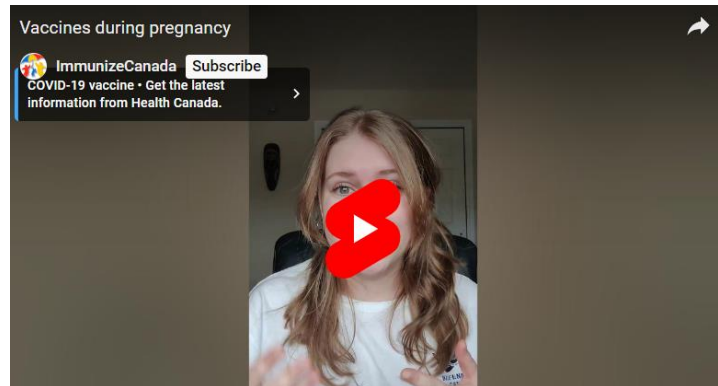 Vaccines during pregnancy
ImmunizeCanada Subscribe
COVID-19 vaccine • Get the latest
information from Health Canada.